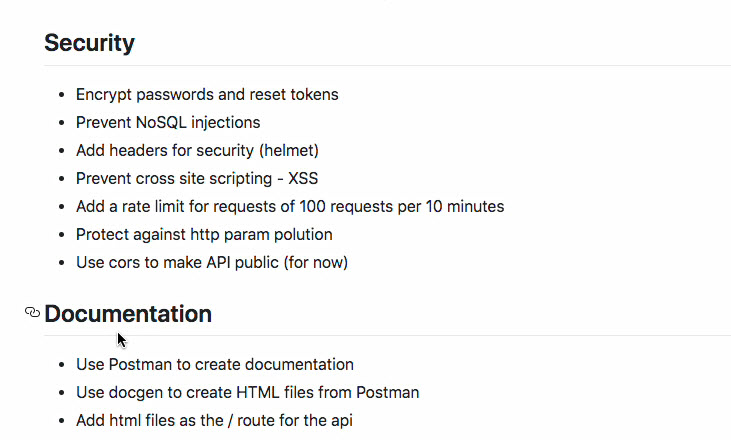 Security
Encrypt passwords and reset tokens
Prevent NoSQL injections
Add headers for security (helmet)
Prevent cross site scripting - XSS
Add a rate limit for requests of 100 requests per 10 minutes
Protect against http param polution
Use cors to make API public (for now)
Documentation
Use Postman to create documentation
Use docgen to create HTML files from Postman
Add html files as the / route for the api